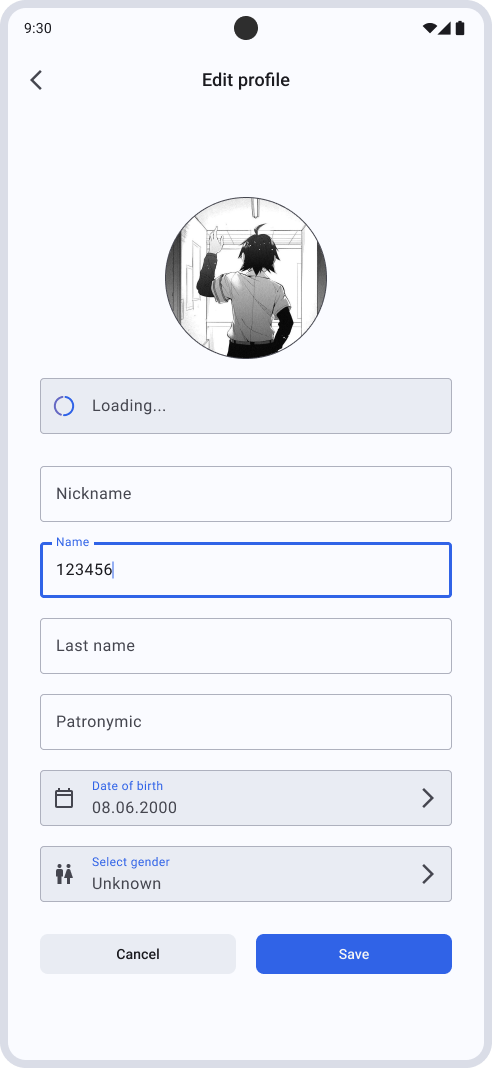 9:30
Edit profile
Loading...
Nickname
Name
123456
Last name
Patronymic
Date of birth
08.06.2000
Select gender
Unknown
Cancel
Save